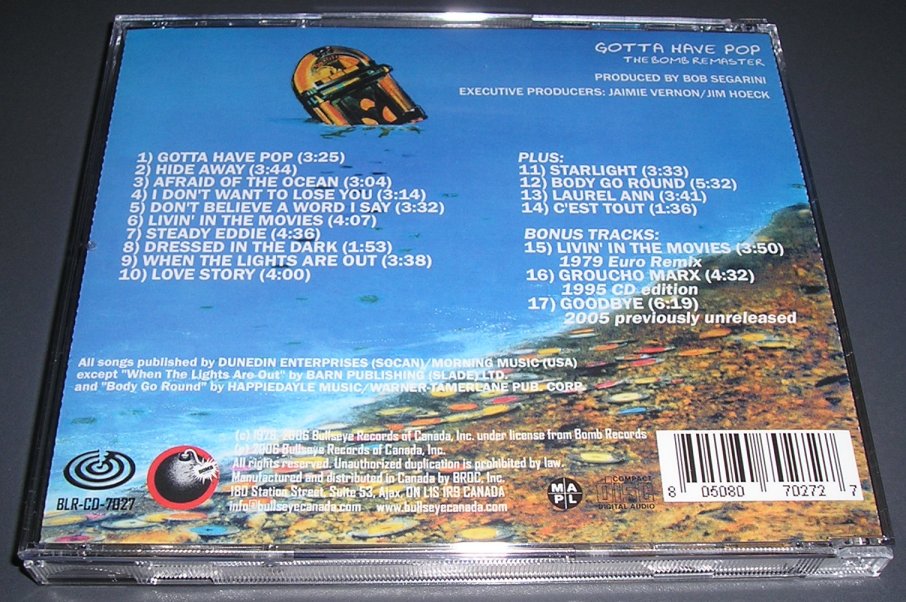 GOTTA HAVE POP
THE BOMB REMASTER
PRODUCED BY BOB SEGARINI
EXECUTIVE PRODUCERS: JAIMIE VERNON/JIM HOECK
1) GOTTA HAVE POP (3:25)
2) HIDE AWAY (3:44)
3) AFRAID OF THE OCEAN (3:04)
4) I DON'T WANT TO LOSE YOU (3:14)
5) DON'T BELIEVE A WORD I SAY (3:32)
6) LIVIN' IN THE MOVIES (4:07)
7) STEADY EDDIE (4:36)
8) DRESSED IN THE DARK (1:53)
9) WHEN THE LIGHTS ARE OUT (3:38)
10) LOVE STORY (4:00)
PLUS:
11) STARLIGHT (3:33)
12) BODY GO ROUND (5:32)
13) LAUREL ANN (3:41)
14) C'EST TOUT (1:36)
BONUS TRACKS:
15) LIVIN' IN THE MOVIES (3:50)
1979 Euro Remix
16) GROUCHO MARX (4:32)
1995 CD edition
17) GOODBYE (6:19)
2005 previously unreleased
All songs published by DUNEDIN ENTERPRISES (SOCAN)/MORNING MUSIC (USA)
except "When The Lights Are Out" by BARN PUBLISHING (SLADE) LTD.
and "Body Go Round" by HAPPIEDAYLE MUSIC/WARNER-TAMERLANE PUB. CORP.
(c) 1978, 2006 Bullseye Records of Canada, Inc. under license from Bomb Records
(p) 2006 Bullseye Records of Canada, Inc.
All rights reserved. Unauthorized duplication is prohibited by law.
Manufactured and distributed in Canada by BROC, Inc.
180 Station Street, Suite 53, Ajax, ON L1S 1R9 CANADA
info@bullseyecanada.com www.bullseyecanada.com
BLR-CD-7027
MAPL
COMPACT
disc
DIGITAL AUDIO
8 05080 70272 7